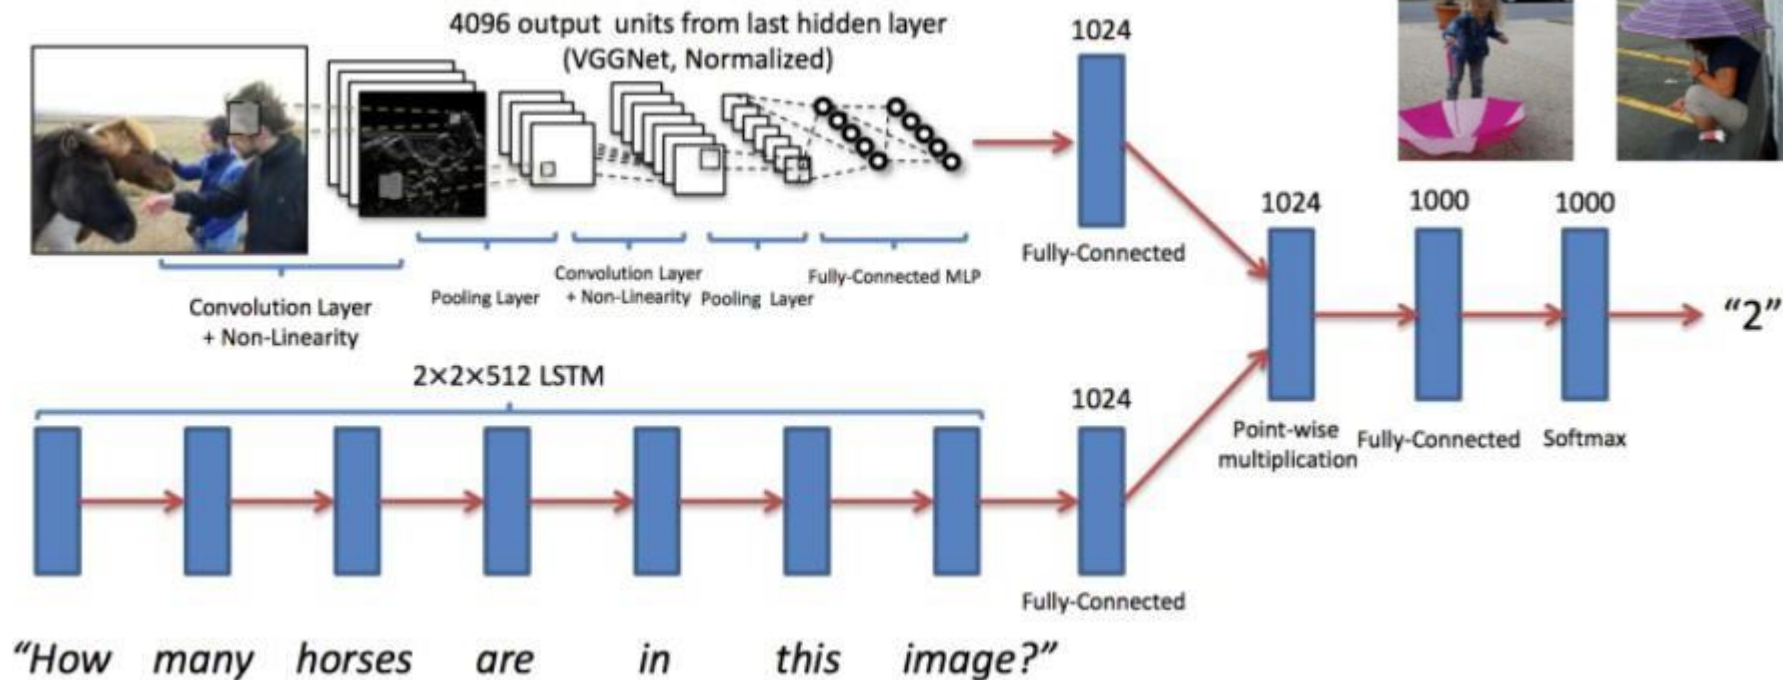 4096 output units from last hidden layer
(VGGNet, Normalized)
Convolution Layer
+ Non-Linearity
Pooling Layer
Convolution Layer
+ Non-Linearity
Pooling Layer
Fully-Connected MLP
1024
Fully-Connected
2×2×512 LSTM
1024
Fully-Connected
"How many horses are in this image?"
1024
Point-wise
multiplication
1000
Fully-Connected
1000
Softmax
“2”